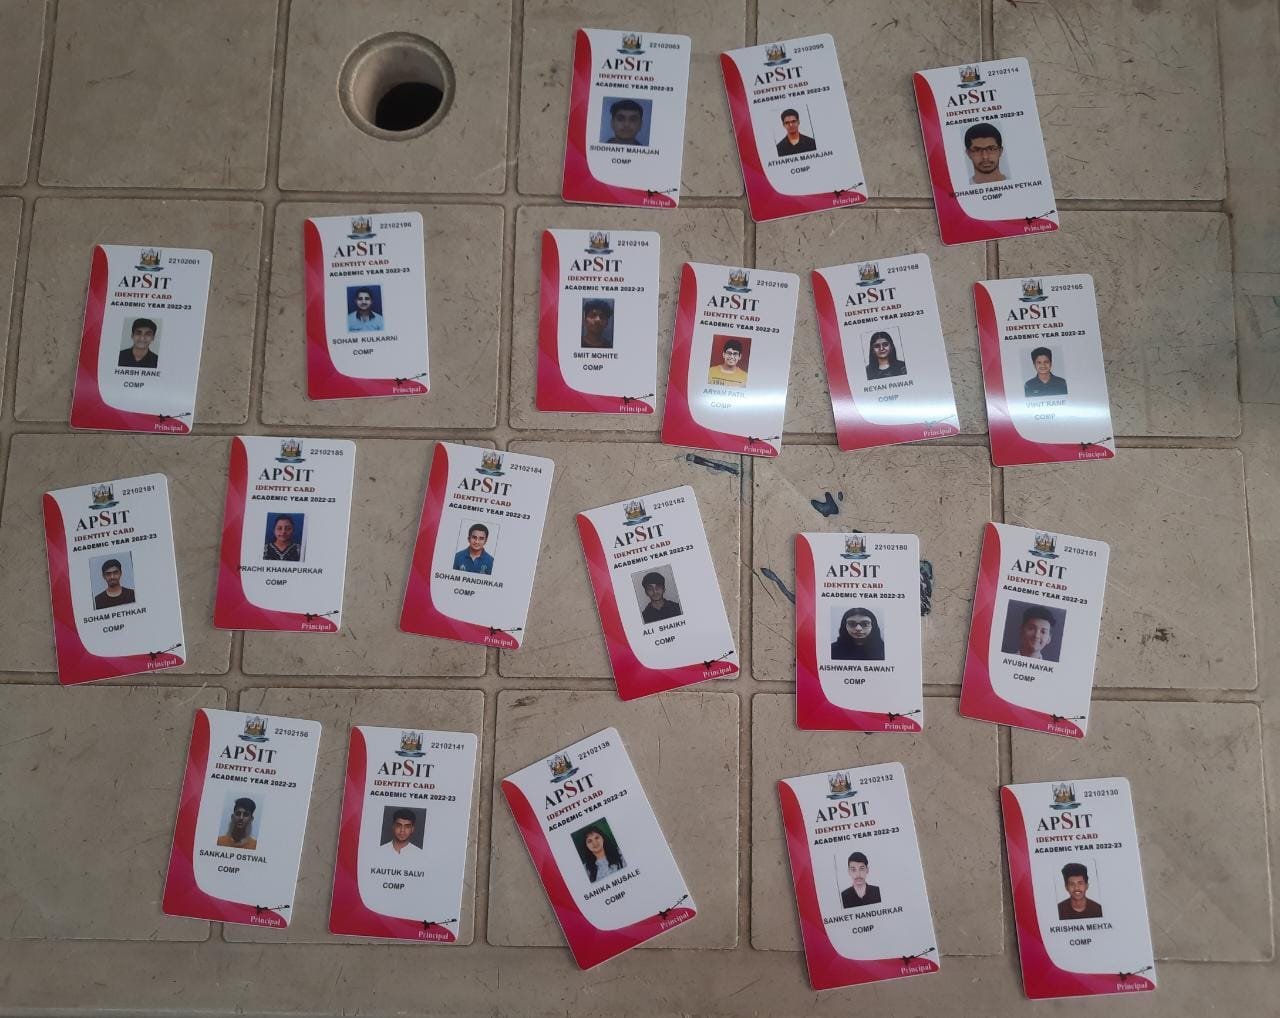 22102063
APSIT
IDENTITY CARD
ACADEMIC YEAR 2022-23
SIDDHANT MAHAJAN
COMP
Principal
22102095
APSIT
IDENTITY CARD
ACADEMIC YEAR 2022-23
ATHARVA MAHAJAN
COMP
Principal
22102114
APSIT
IDENTITY CARD
ACADEMIC YEAR 2022-23
MOHAMED FARHAN PETKAR
COMP
Principal
22102001
APSIT
IDENTITY CARD
ACADEMIC YEAR 2022-23
HARSH RANE
COMP
Principal
22102196
APSIT
IDENTITY CARD
ACADEMIC YEAR 2022-23
SOHAM KULKARNI
COMP
Principal
22102194
APSIT
IDENTITY CARD
ACADEMIC YEAR 2022-23
SMIT MOHITE
COMP
Principal
22102169
APSIT
IDENTITY CARD
ACADEMIC YEAR 2022-23
ARYAM PATIL
COMP
Principal
22102188
APSIT
IDENTITY CARD
ACADEMIC YEAR 2022-23
REYAN PAWAR
COMP
Principal
22102165
APSIT
IDENTITY CARD
ACADEMIC YEAR 2022-23
VIHIT RANE
COMP
Principal
22102181
APSIT
IDENTITY CARD
ACADEMIC YEAR 2022-23
SOHAM PETHKAR
COMP
Principal
22102185
APSIT
IDENTITY CARD
ACADEMIC YEAR 2022-23
PRACHI KHANAPURKAR
COMP
Principal
22102184
APSIT
IDENTITY CARD
ACADEMIC YEAR 2022-23
SOHAM PANDIRKAR
COMP
Principal
22102182
APSIT
IDENTITY CARD
ACADEMIC YEAR 2022-23
ALI SHAIKH
COMP
Principal
22102180
APSIT
IDENTITY CARD
ACADEMIC YEAR 2022-23
AISHWARYA SAWANT
COMP
Principal
22102151
APSIT
IDENTITY CARD
ACADEMIC YEAR 2022-23
AYUSH NAYAK
COMP
Principal
22102156
APSIT
IDENTITY CARD
ACADEMIC YEAR 2022-23
SANKALP OSTWAL
COMP
Principal
22102141
APSIT
IDENTITY CARD
ACADEMIC YEAR 2022-23
KAUTUK SALVI
COMP
Principal
22102138
APSIT
IDENTITY CARD
ACADEMIC YEAR 2022-23
SANIKA MUSALE
COMP
Principal
22102132
APSIT
IDENTITY CARD
ACADEMIC YEAR 2022-23
SANKET NANDURKAR
COMP
Principal
22102130
APSIT
IDENTITY CARD
ACADEMIC YEAR 2022-23
KRISHNA MEHTA
COMP
Principal